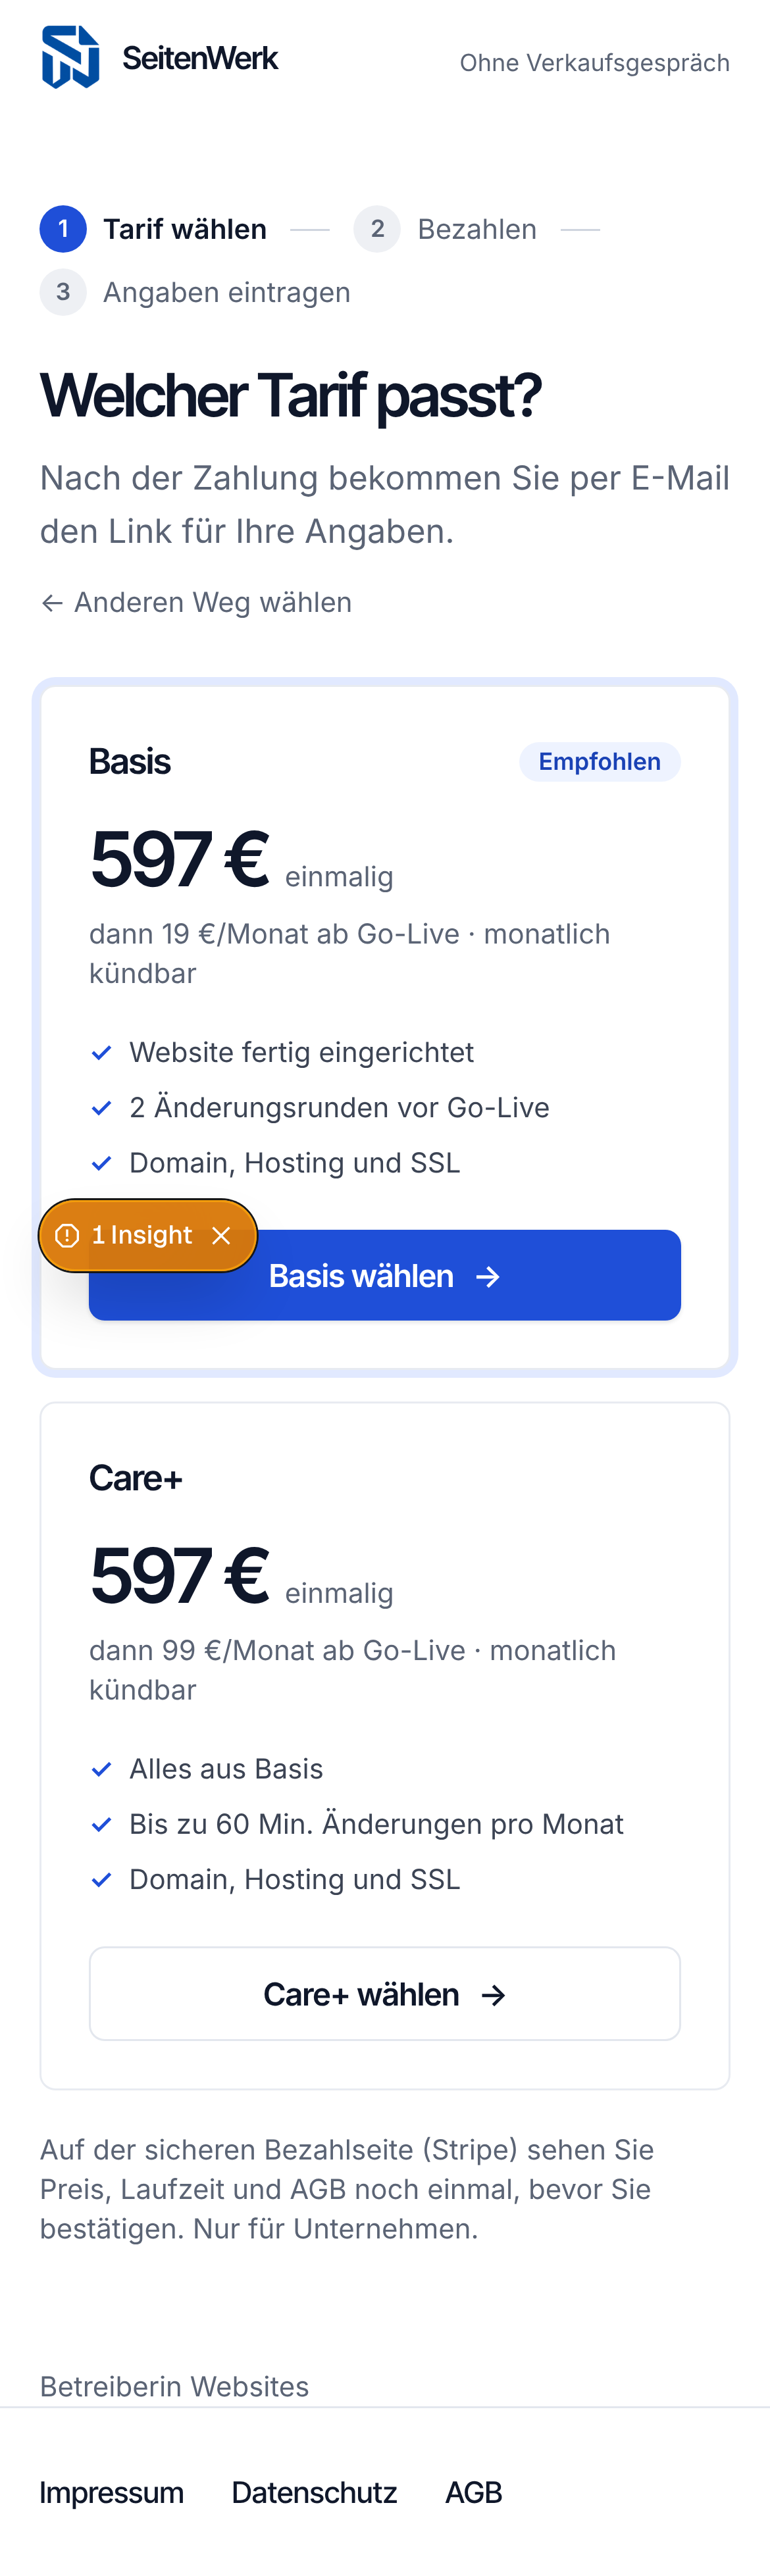 SeitenWerk
Ohne Verkaufsgespräch
1 Tarif wählen — 2 Bezahlen —
3 Angaben eintragen
Welcher Tarif passt?
Nach der Zahlung bekommen Sie per E-Mail
den Link für Ihre Angaben.
← Anderen Weg wählen
Basis
Empfohlen
597 € einmalig
dann 19 €/Monat ab Go-Live · monatlich
kündbar
✓ Website fertig eingerichtet
✓ 2 Änderungsrunden vor Go-Live
✓ Domain, Hosting und SSL
1 Insight ×
Basis wählen →
Care+
597 € einmalig
dann 99 €/Monat ab Go-Live · monatlich
kündbar
✓ Alles aus Basis
✓ Bis zu 60 Min. Änderungen pro Monat
✓ Domain, Hosting und SSL
Care+ wählen →
Auf der sicheren Bezahlseite (Stripe) sehen Sie
Preis, Laufzeit und AGB noch einmal, bevor Sie
bestätigen. Nur für Unternehmen.
Betreiberin Websites
Impressum Datenschutz AGB